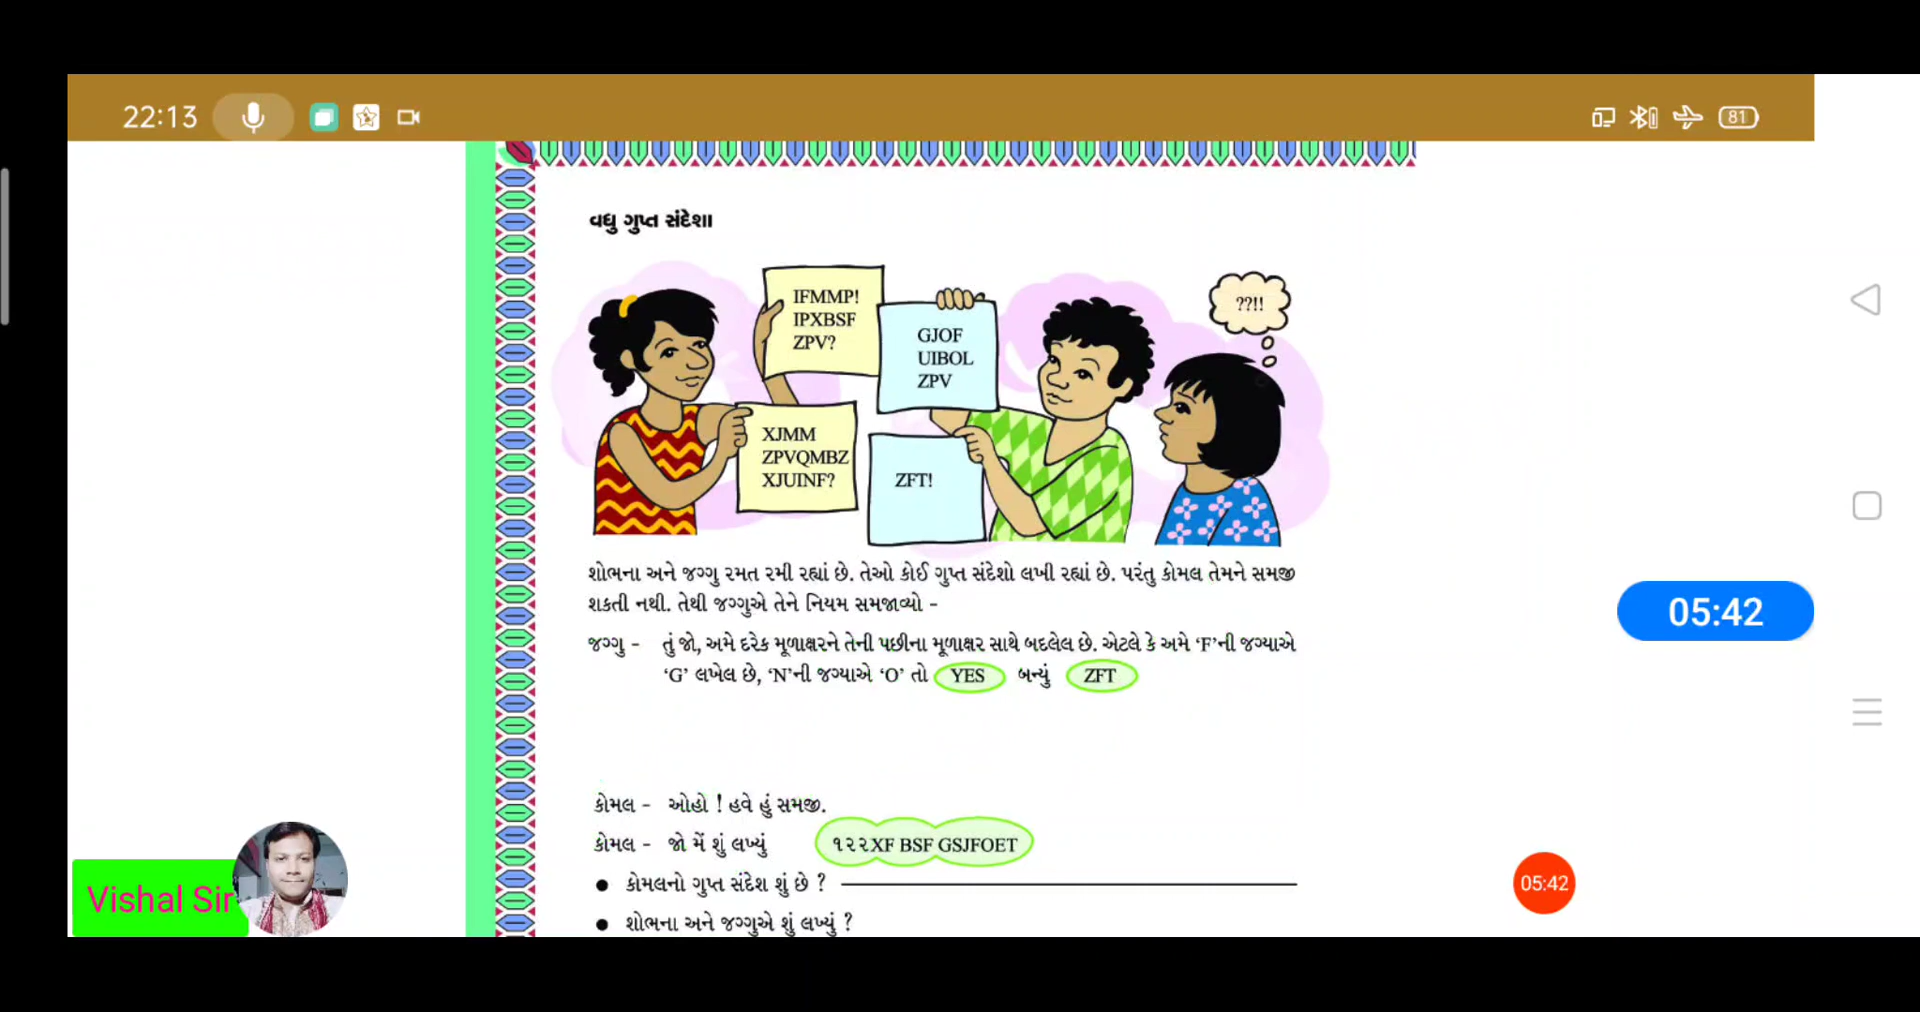 22:13
81
વધુ ગુપ્ત સંદેશા
IFMMP!
IPXBSF
ZPV?
GJOF
UIBOL
ZPV
??!!
XJMM
ZPVQMBZ
XJUINF?
ZFT!
શોભના અને જગ્ગુ રમત રમી રહ્યાં છે. તેઓ કોઈ ગુપ્ત સંદેશો લખી રહ્યાં છે. પરંતુ કોમલ તેમને સમજી
શકતી નથી. તેથી જગ્ગુએ તેને નિયમ સમજાવ્યો -
જગ્ગુ - તું જો, અમે દરેક મૂળાક્ષરને તેની પછીના મૂળાક્ષર સાથે બદલેલ છે. એટલે કે અમે ‘F’ની જગ્યાએ
‘G’ લખેલ છે, ‘N’ની જગ્યાએ ‘O’ તો YES બન્યું ZFT
05:42
કોમલ - ઓહો ! હવે હું સમજી.
કોમલ - જો મેં શું લખ્યું ૧૨૨XF BSF GSJFOET
● કોમલનો ગુપ્ત સંદેશ શું છે ?
● શોભના અને જગ્ગુએ શું લખ્યું ?
Vishal Sir
05:42